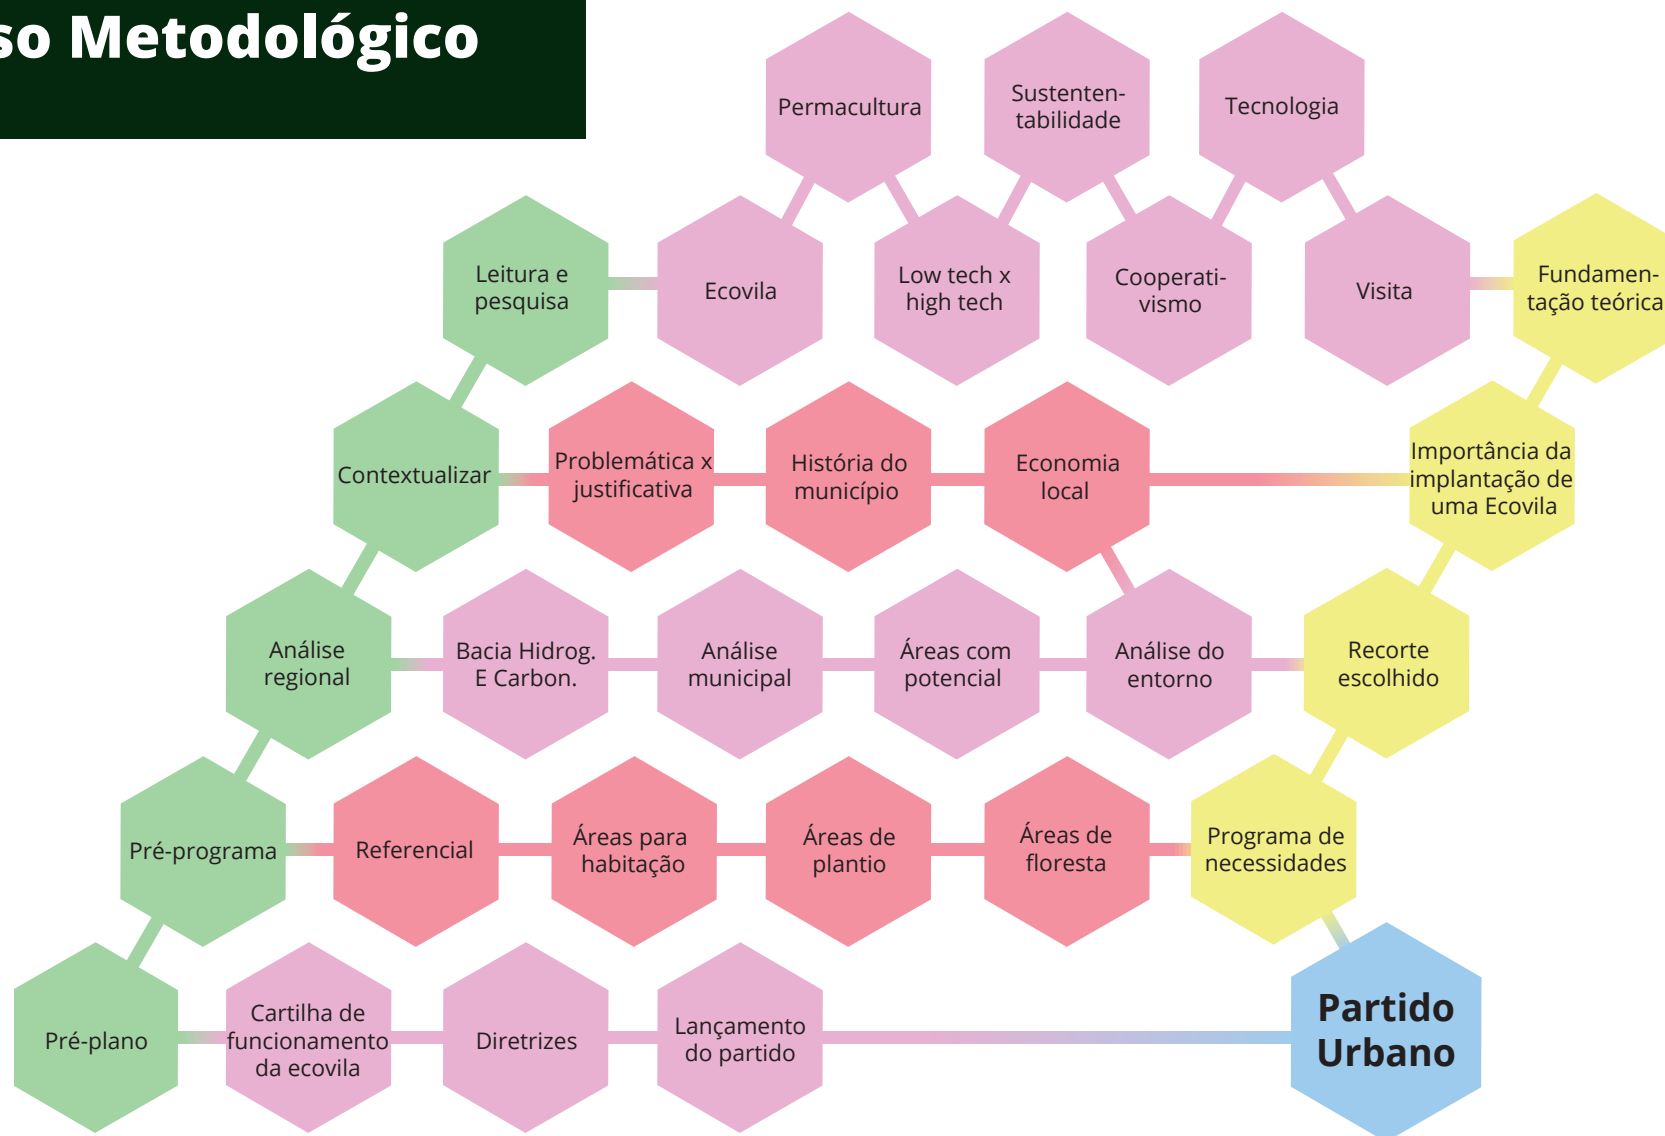 so Metodológico
Permacultura
Sustenten-
tabilidade
Tecnologia
Leitura e
pesquisa
Ecovila
Low tech x
high tech
Cooperati-
vismo
Visita
Fundamen-
tação teórica
Contextualizar
Problemática x
justificativa
História do
município
Economia
local
Importância da
implantação de
uma Ecovila
Análise
regional
Bacia Hidrog.
E Carbon.
Análise
municipal
Áreas com
potencial
Análise do
entorno
Recorte
escolhido
Pré-programa
Referencial
Áreas para
habitação
Áreas de
plantio
Áreas de
floresta
Programa de
necessidades
Pré-plano
Cartilha de
funcionamento
da ecovila
Diretrizes
Lançamento
do partido
Partido
Urbano